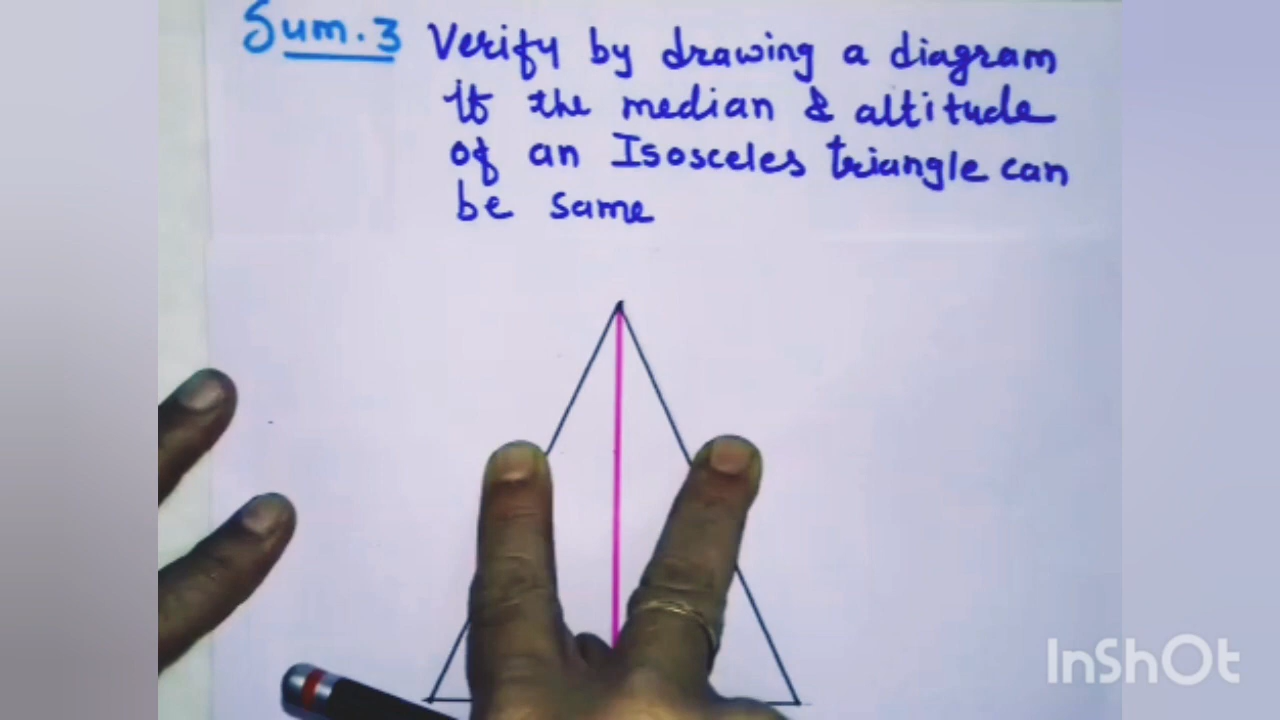 Sum. 3 Verify by drawing a diagram
If the median & altitude
of an Isosceles triangle can
be same
InShOt